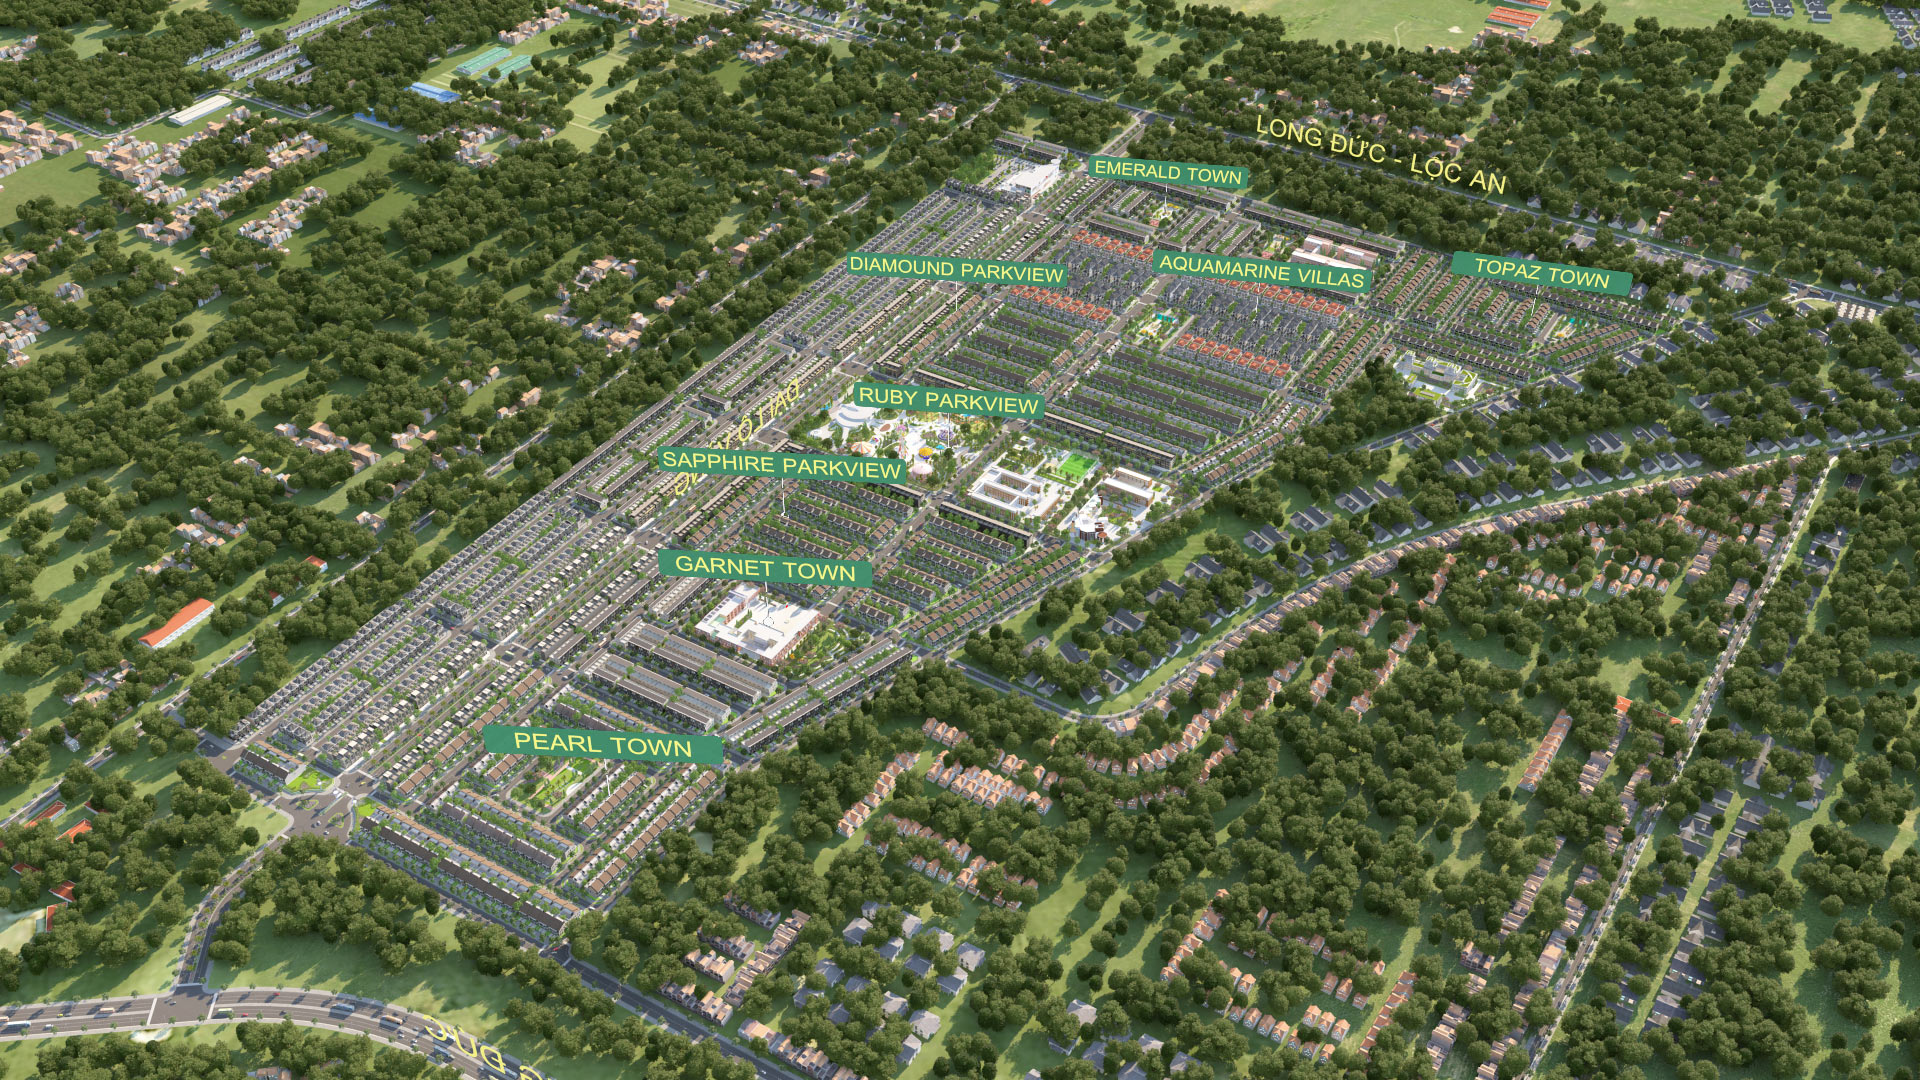 LONG ĐỨC - LỘC AN
EMERALD TOWN
DIAMOUND PARKVIEW
AQUAMARINE VILLAS
TOPAZ TOWN
RUBY PARKVIEW
SAPPHIRE PARKVIEW
GARNET TOWN
PEARL TOWN
ĐỨC